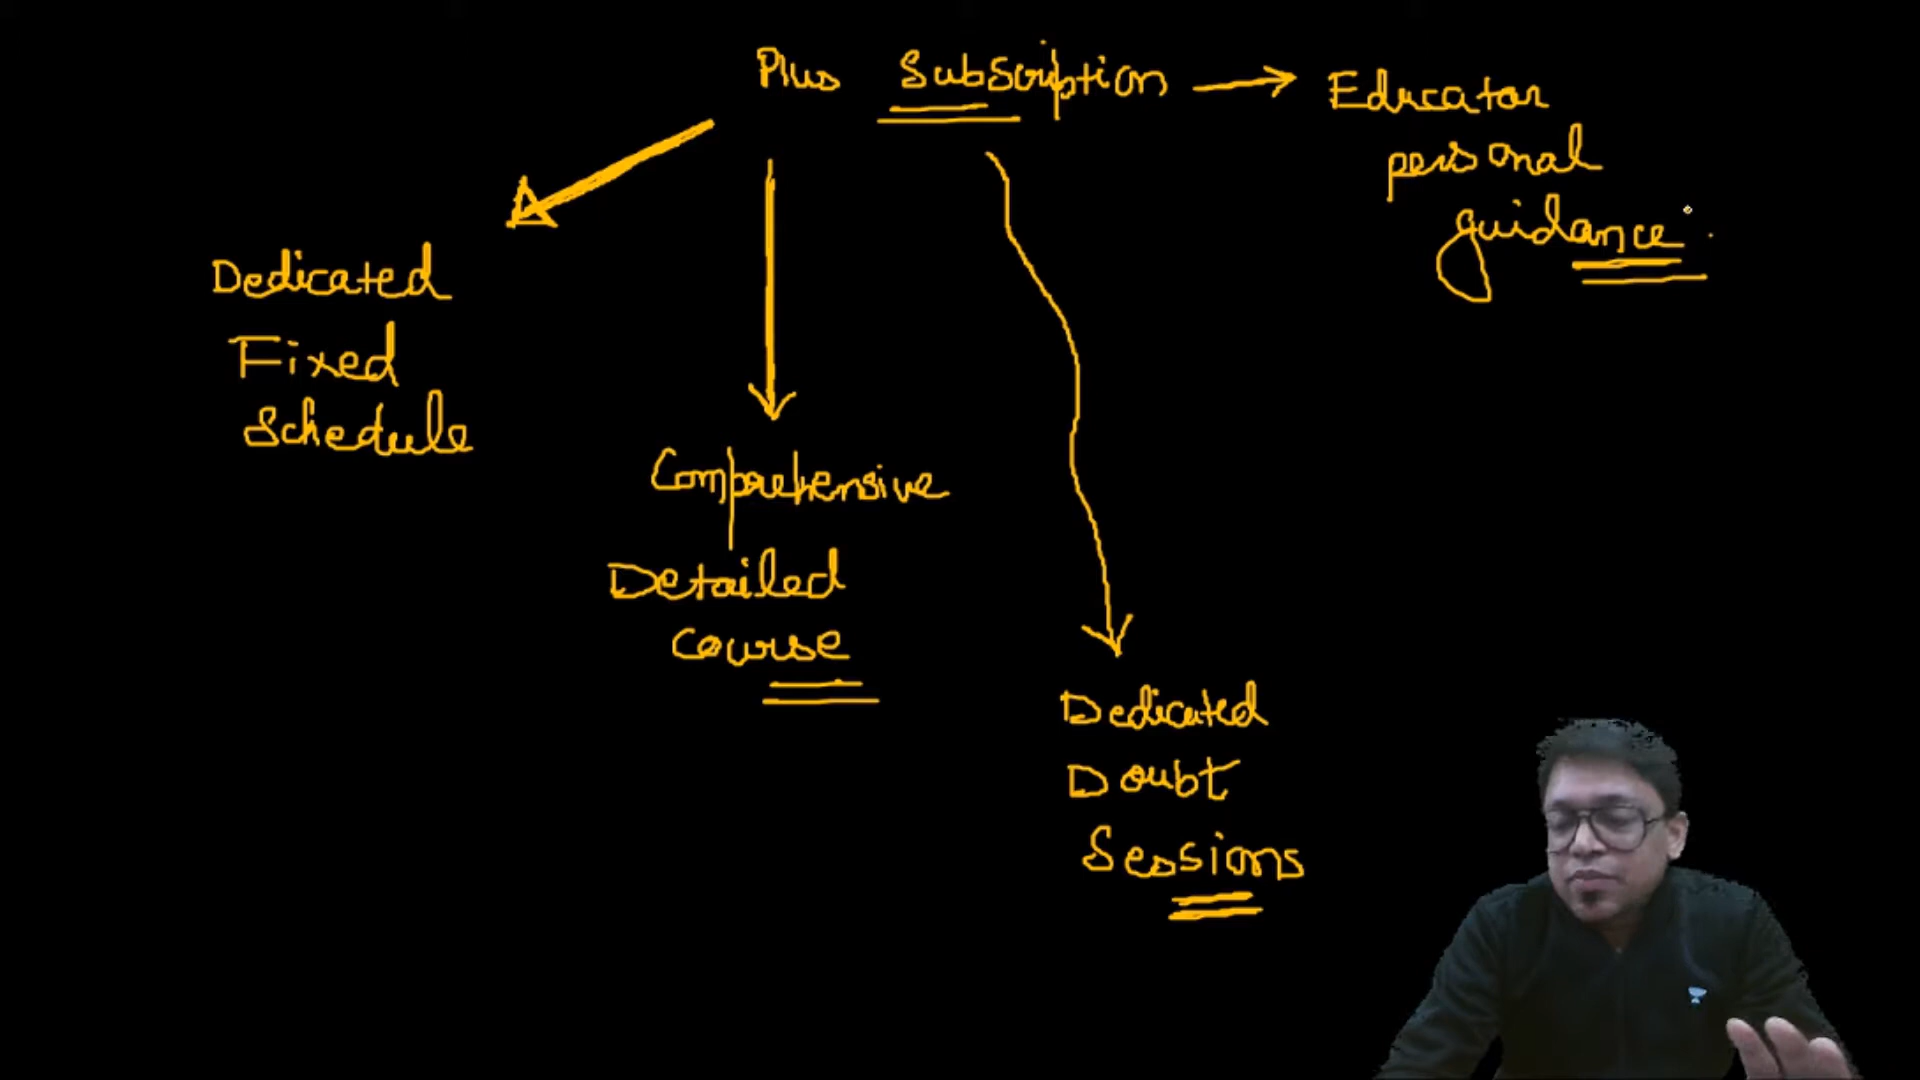 Plus Subscription
Educator
personal
guidance
Dedicated
Fixed
Schedule
Comprehensive
Detailed
course
Dedicated
Doubt
Sessions